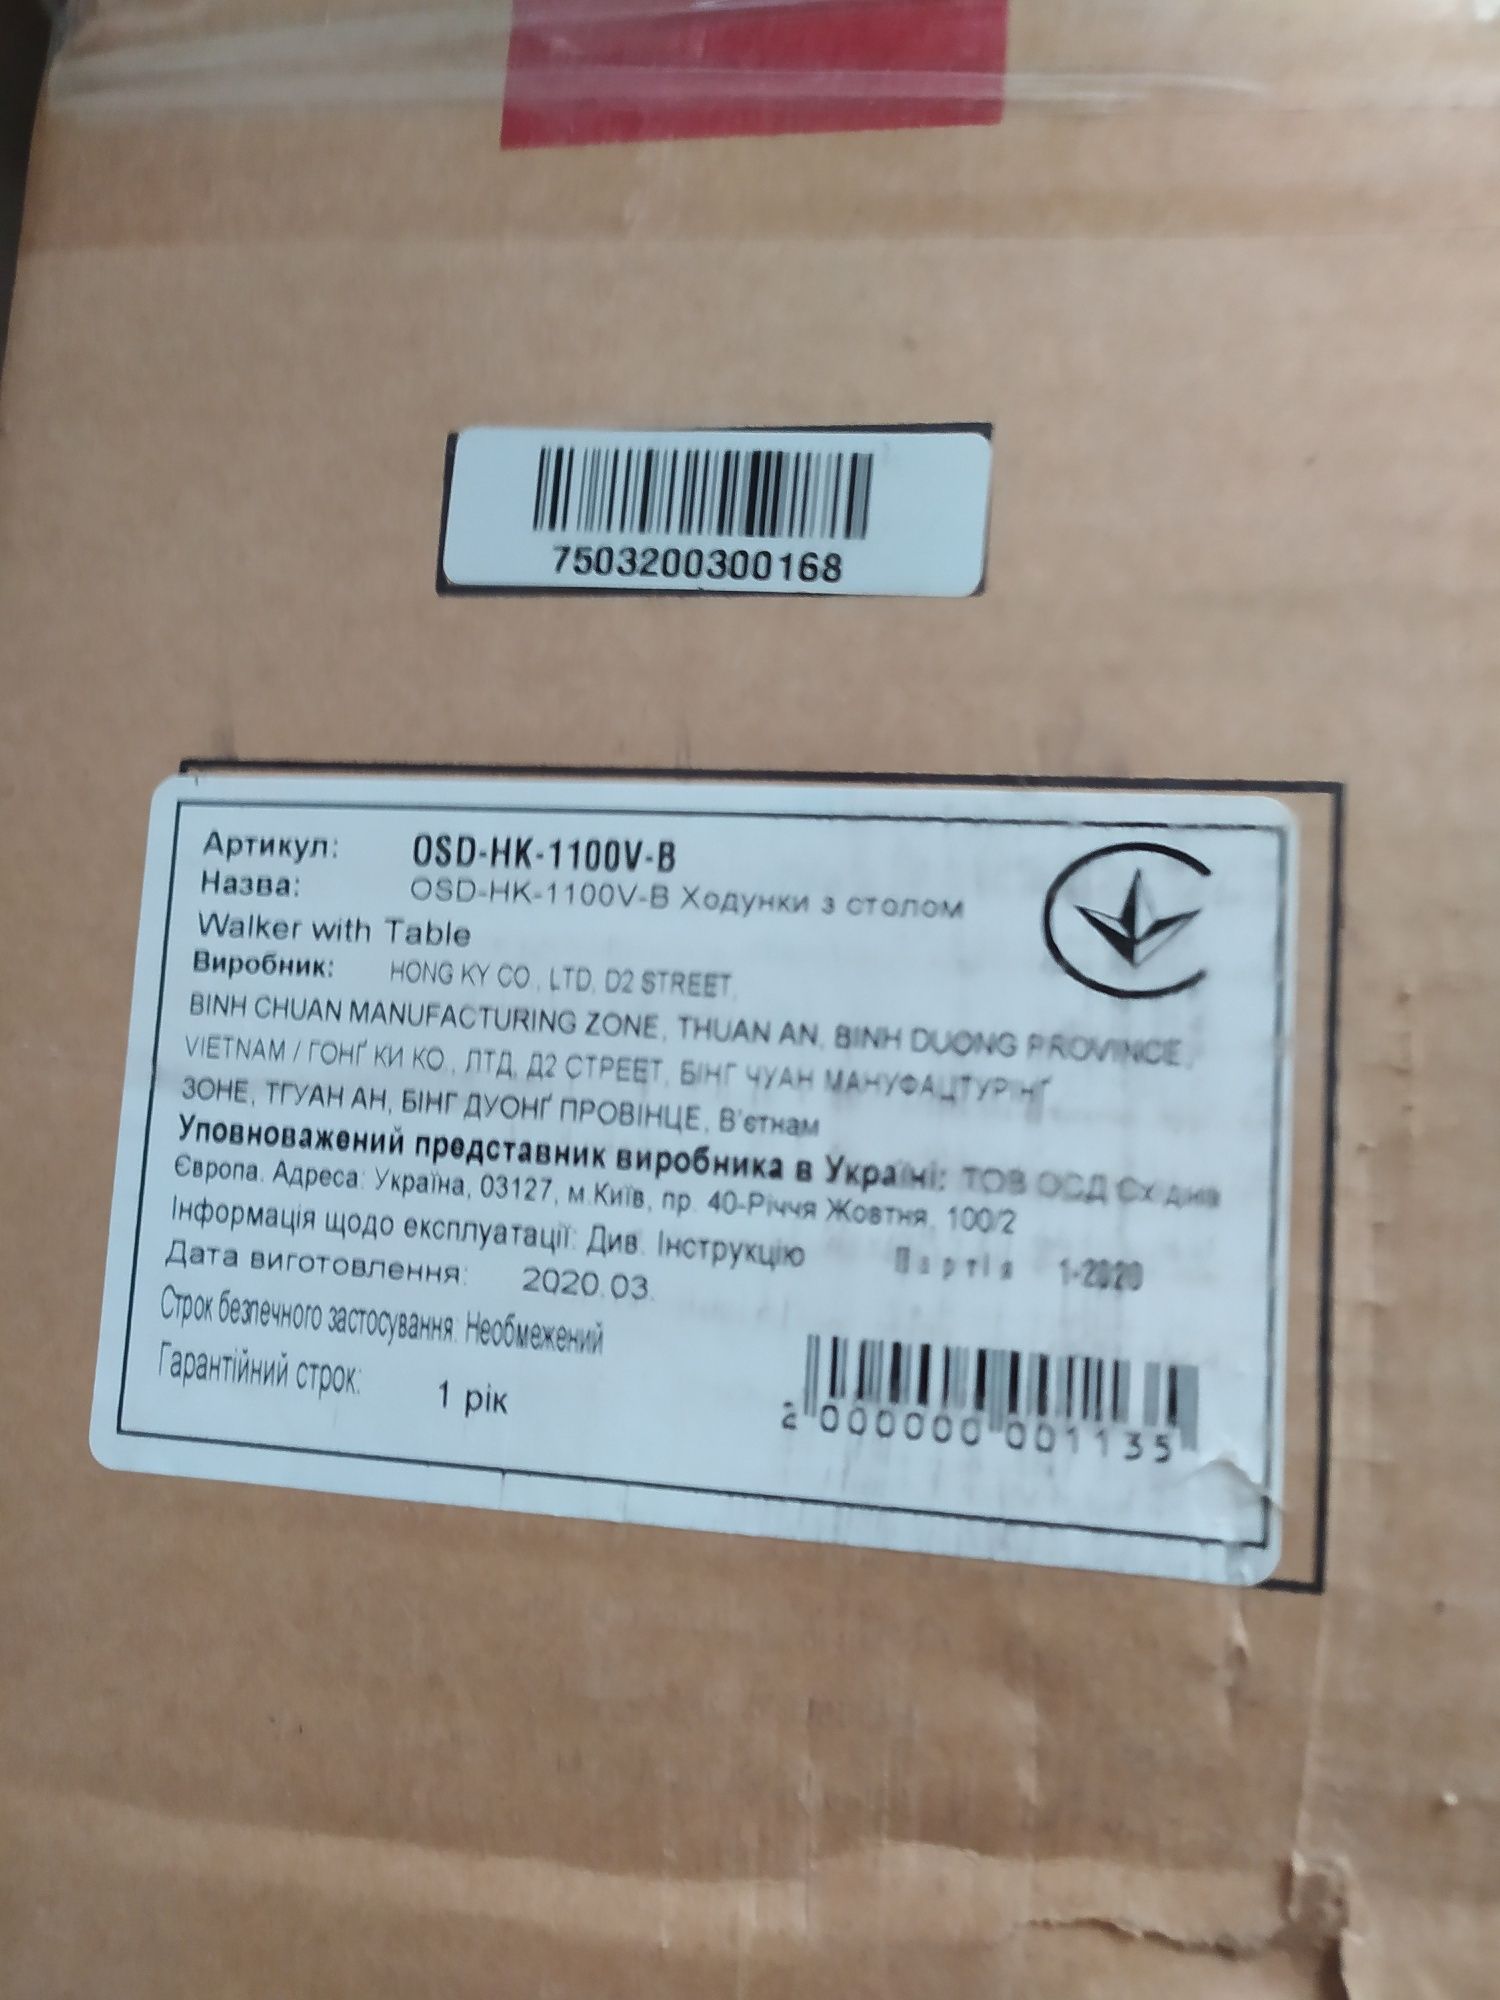 7503200300168
Артикул: OSD-HK-1100V-B
Назва: OSD-HK-1100V-B Ходунки з столом
Walker with Table
Виробник: HONG KY CO., LTD, D2 STREET,
BINH CHUAN MANUFACTURING ZONE, THUAN AN, BINH DUONG PROVINCE,
VIETNAM / ГОНҐ КИ КО., ЛТД, Д2 СТРЕЕТ, БІНГ ЧУАН МАНУФАЦТУРІНҐ
ЗОНЕ, ТГУАН АН, БІНГ ДУОНҐ ПРОВІНЦЕ, В'єтнам
Уповноважений представник виробника в Україні: ТОВ ОСД Східна
Європа. Адреса: Україна, 03127, м.Київ, пр. 40-Річчя Жовтня, 100/2
Інформація щодо експлуатації: Див. Інструкцію Партія 1-2020
Дата виготовлення: 2020.03.
Строк безпечного застосування: Необмежений
Гарантійний строк: 1 рік
2 000000 001135